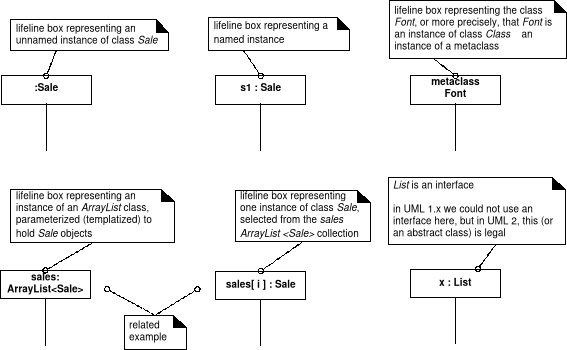 lifeline box representing an
unnamed instance of class Sale
:Sale
lifeline box representing a
named instance
s1 : Sale
lifeline box representing the class
Font, or more precisely, that Font is
an instance of class Class   an
instance of a metaclass
metaclass
Font
lifeline box representing an
instance of an ArrayList class,
parameterized (templatized) to
hold Sale objects
sales:
ArrayList<Sale>
related
example
lifeline box representing
one instance of class Sale,
selected from the sales
ArrayList <Sale> collection
sales[ i ] : Sale
List is an interface
in UML 1.x we could not use an
interface here, but in UML 2, this (or
an abstract class) is legal
x : List